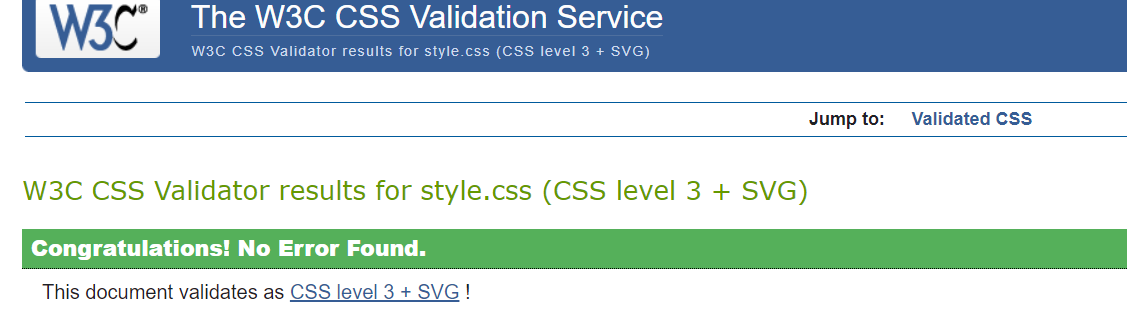 W3C®
The W3C CSS Validation Service
W3C CSS Validator results for style.css (CSS level 3 + SVG)
Jump to: Validated CSS
W3C CSS Validator results for style.css (CSS level 3 + SVG)
Congratulations! No Error Found.
This document validates as CSS level 3 + SVG !